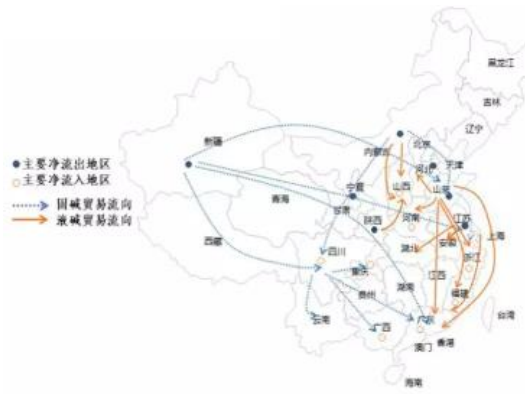 黑龙江
吉林
辽宁
新疆
北京
内蒙古
天津
河北
主要净流出地区
主要净流入地区
山西
山东
宁夏
青海
甘肃
固碱贸易流向
液碱贸易流向
陕西
河南
江苏
上海
西藏
四川
湖北
安徽
浙江
重庆
江西
贵州
湖南
福建
云南
广西
广东
台湾
澳门
香港
海南